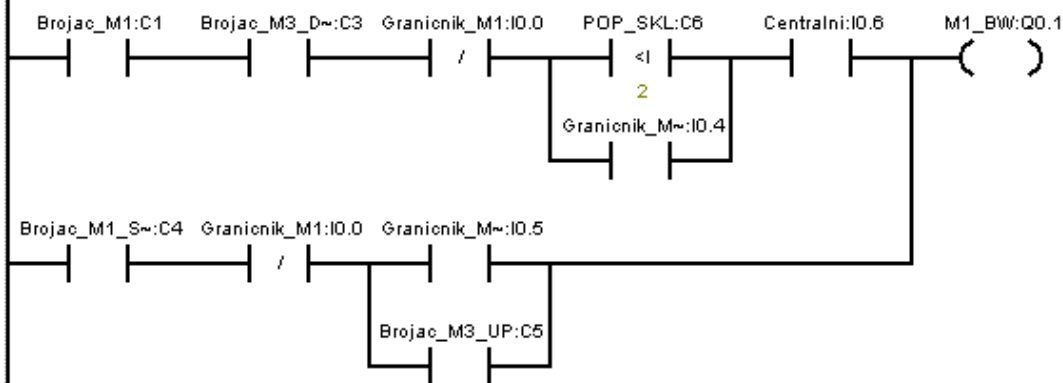 Brojac_M1:C1 Brojac_M3_D~:C3 Granicnik_M1:I0.0 POP_SKL:C6 Centralni:I0.6 M1_BW:Q0.1
/ <I
2
Granicnik_M~:I0.4
Brojac_M1_S~:C4 Granicnik_M1:I0.0 Granicnik_M~:I0.5
/
Brojac_M3_UP:C5